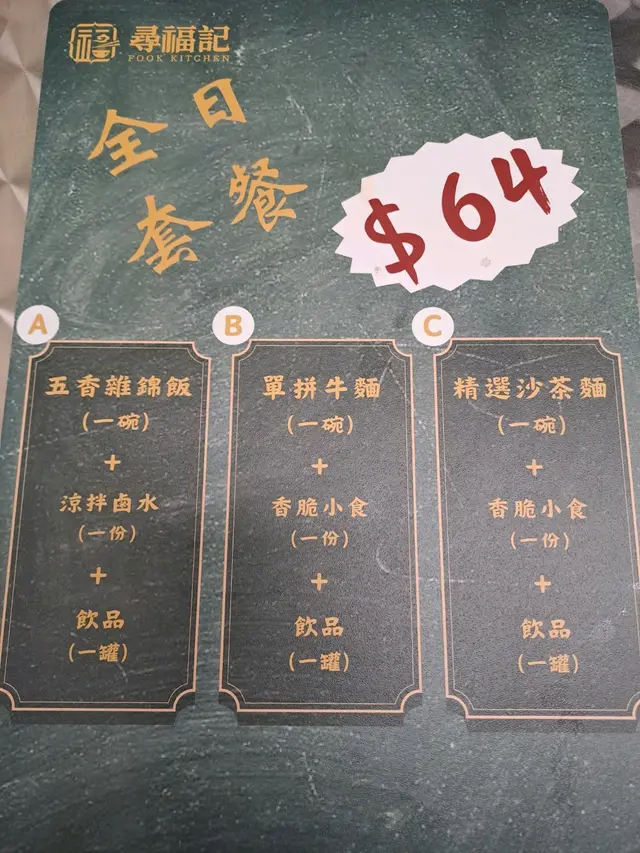 尋福記
FOOK KITCHEN
全日
套餐
$64
A
五香雜錦飯
(一碗)
+
涼拌鹵水
(一份)
+
飲品
(一罐)
B
單拼牛麵
(一碗)
+
香脆小食
(一份)
+
飲品
(一罐)
C
精選沙茶麵
(一碗)
+
香脆小食
(一份)
+
飲品
(一罐)